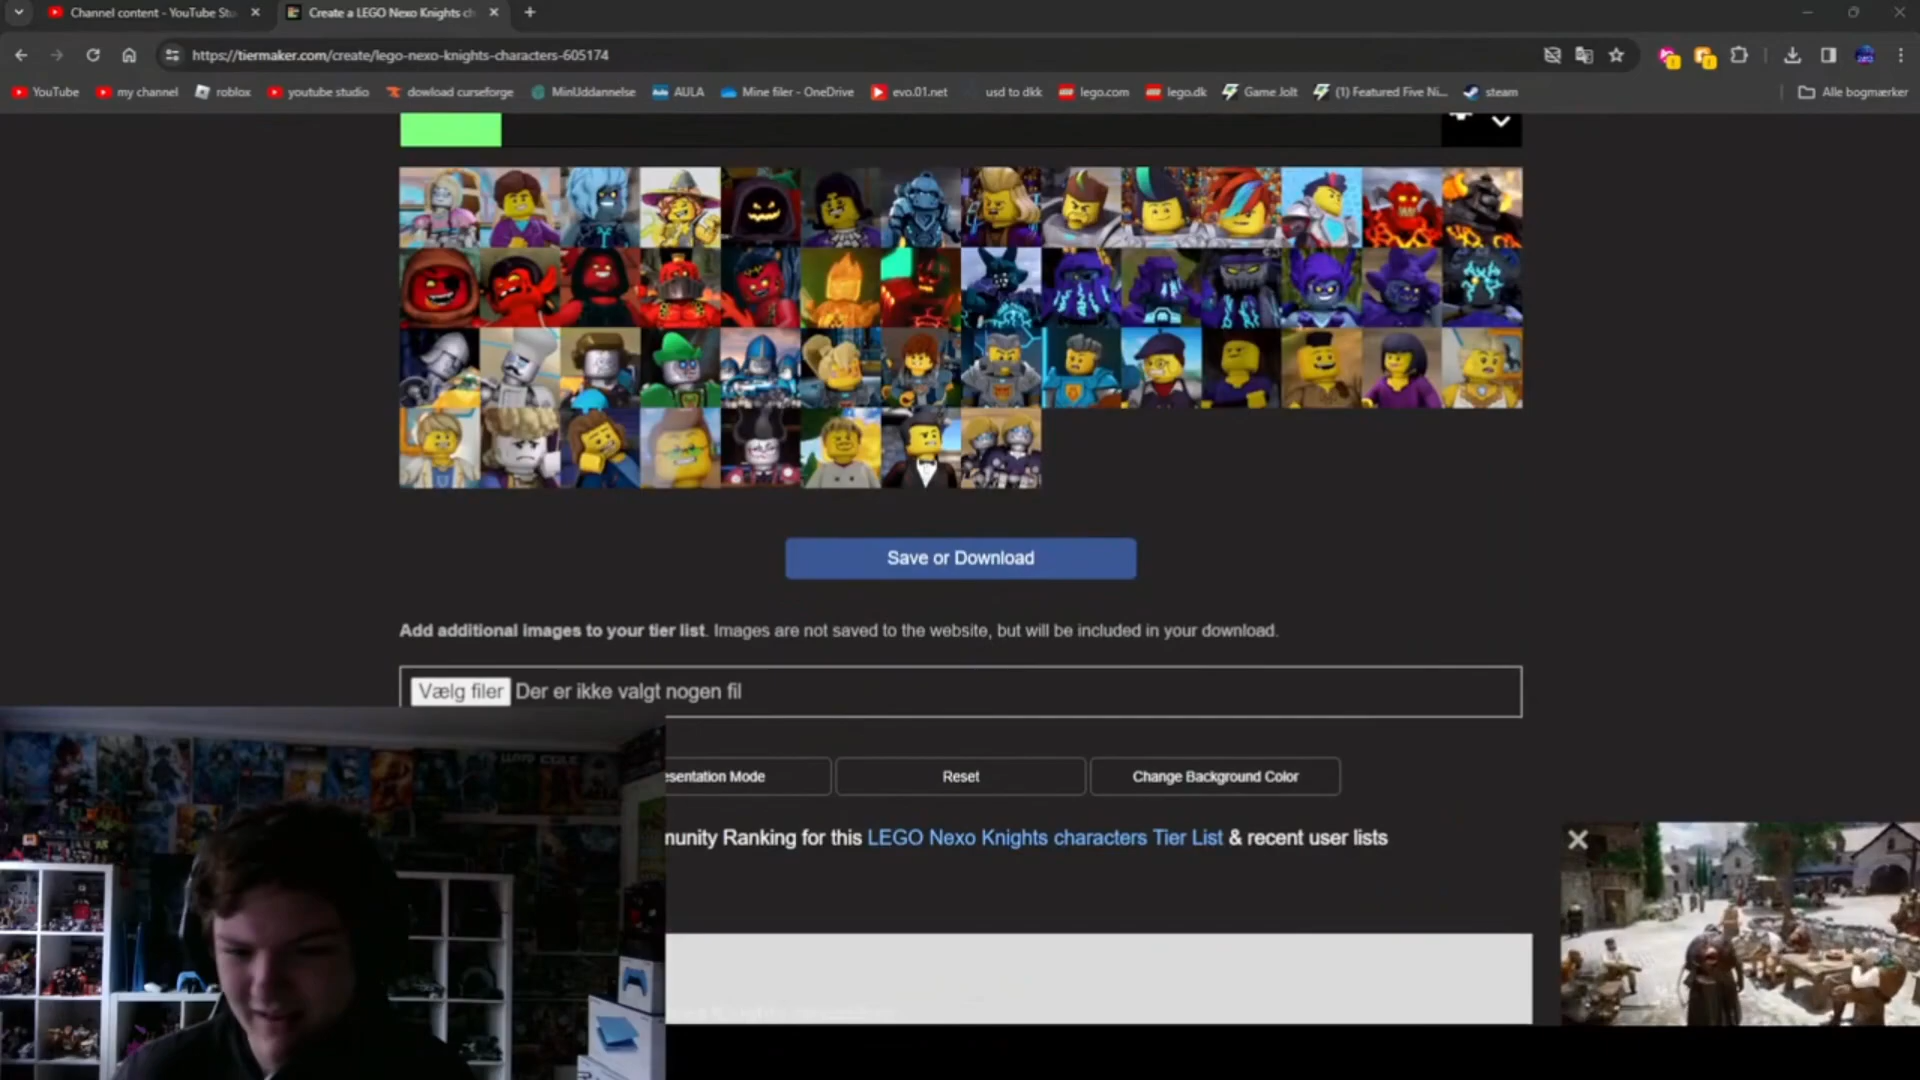 Channel content - YouTube Stu
Create a LEGO Nexo Knights ch
https://tiermaker.com/create/lego-nexo-knights-characters-605174
YouTube
my channel
roblox
youtube studio
dowload curseforge
MinUddannelse
AULA
Mine filer - OneDrive
evo.01.net
usd to dkk
lego.com
lego.dk
Game Jolt
(1) Featured Five Ni...
steam
Alle bogmærker
Save or Download
Add additional images to your tier list. Images are not saved to the website, but will be included in your download.
Vælg filer Der er ikke valgt nogen fil
esentation Mode
Reset
Change Background Color
munity Ranking for this LEGO Nexo Knights characters Tier List & recent user lists